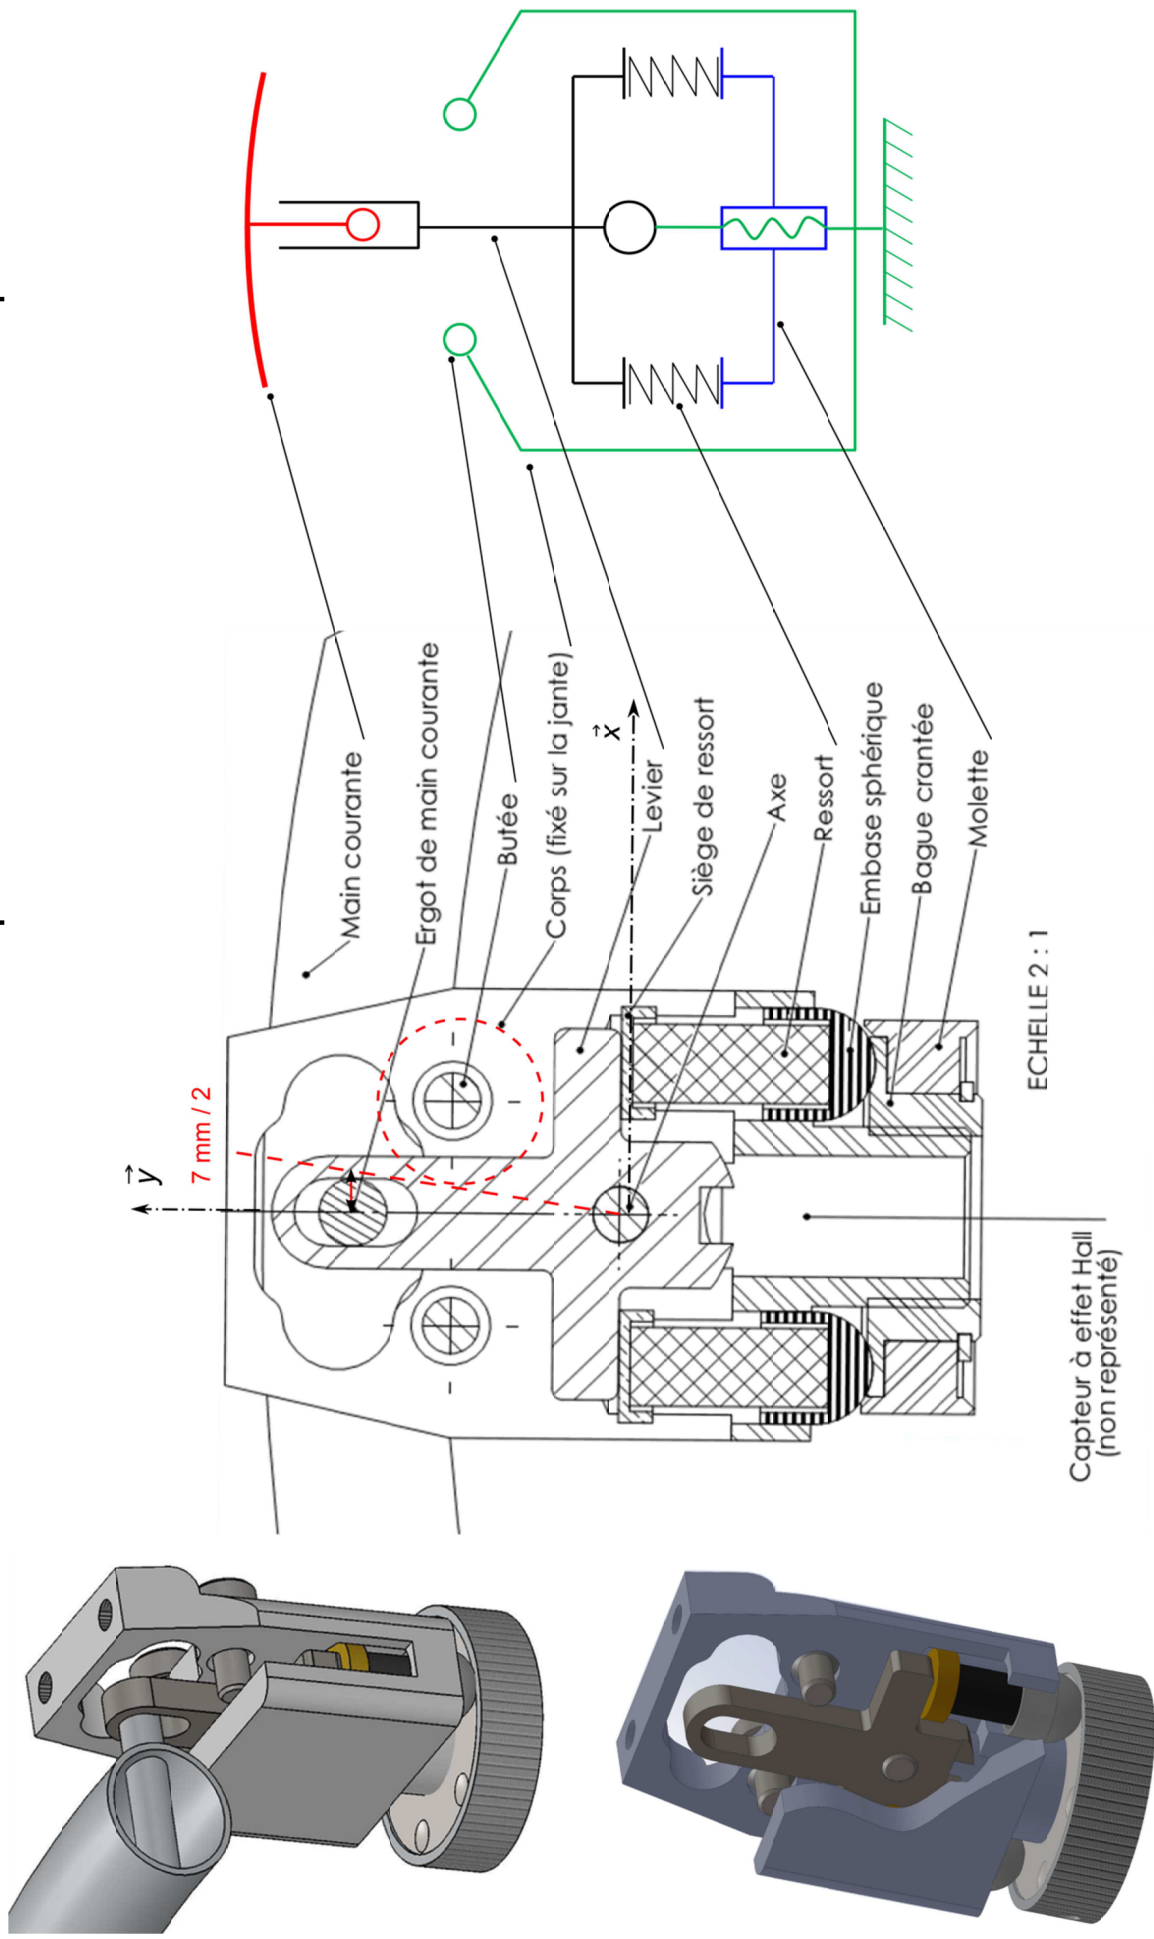 Main courante
Ergot de main courante
Butée
Corps (fixé sur la jante)
Levier
Siège de ressort
Axe
Ressort
Embase sphérique
Bague crantée
Molette
ECHELLE 2 : 1
Capteur à effet Hall
(non représenté)
7 mm / 2
y
x